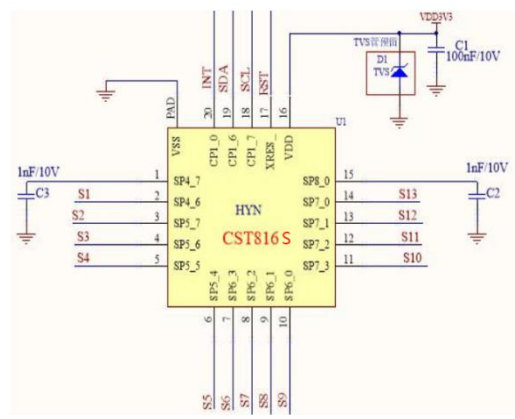 VDD3V3
TVS管预留
D1
TVS
C1
100nF/10V
INT
SDA
SCL
RST
PAD
20
19
18
17
16
U1
VSS
CP1_0
CP1_6
CP1_7
XRES_
VDD
1nF/10V
C3
1
SP4_7
S1
2
SP4_6
S2
3
SP5_7
S3
4
SP5_6
S4
5
SP5_5
HYN
CST816S
SP8_0
15
1nF/10V
C2
SP7_0
14
S13
SP7_1
13
S12
SP7_2
12
S11
SP7_3
11
S10
SP5_4
SP6_3
SP6_2
SP6_1
SP6_0
6
7
8
9
10
S5
S6
S7
S8
S9